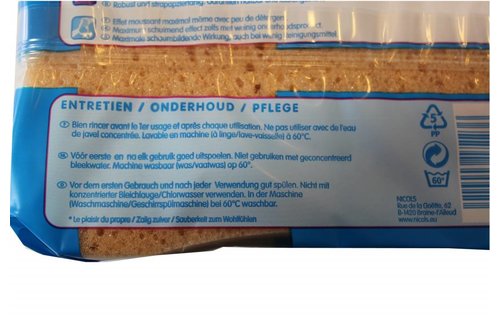 Robust und strapazierfähig. Garantien
Effet moussant maximal même avec peu de détergent
Maximum schuimend effect zelfs met weinig onderhoudsproduct.
Maximale schaumbildende Wirkung, auch bei wenig Reinigungsmittel.
ENTRETIEN / ONDERHOUD / PFLEGE
Bien rincer avant le 1er usage et après chaque utilisation. Ne pas utiliser avec de l'eau
de javel concentrée. Lavable en machine (à linge/lave-vaisselle) à 60°C.
Vóór eerste en na elk gebruik goed uitspoelen. Niet gebruiken met geconcentreerd
bleekwater. Machine wasbaar (was/vaatwas) op 60°.
Vor dem ersten Gebrauch und nach jeder Verwendung gut spülen. Nicht mit
konzentrierter Bleichlauge/Chlorwasser verwenden. In der Maschine
(Waschmaschine/Geschirrspülmaschine) bei 60°C waschbar.
* Le plaisir du propre / Zalig zuiver / Sauberkeit zum Wohlfühlen
5
PP
60°
NICOLS
Rue de la Goëtte, 62
B-1420 Braine-l'Alleud
www.nicols.eu